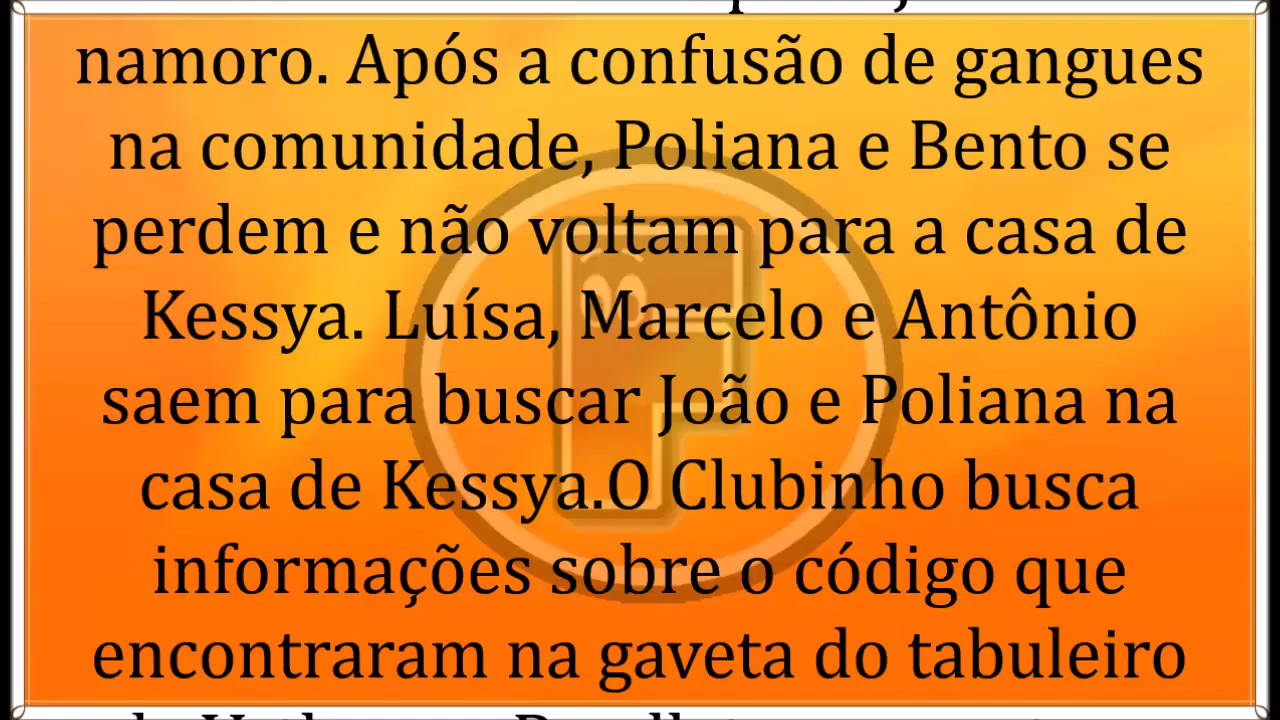 namoro. Após a confusão de gangues
na comunidade, Poliana e Bento se
perdem e não voltam para a casa de
Kessya. Luísa, Marcelo e Antônio
saem para buscar João e Poliana na
casa de Kessya.O Clubinho busca
informações sobre o código que
encontraram na gaveta do tabuleiro